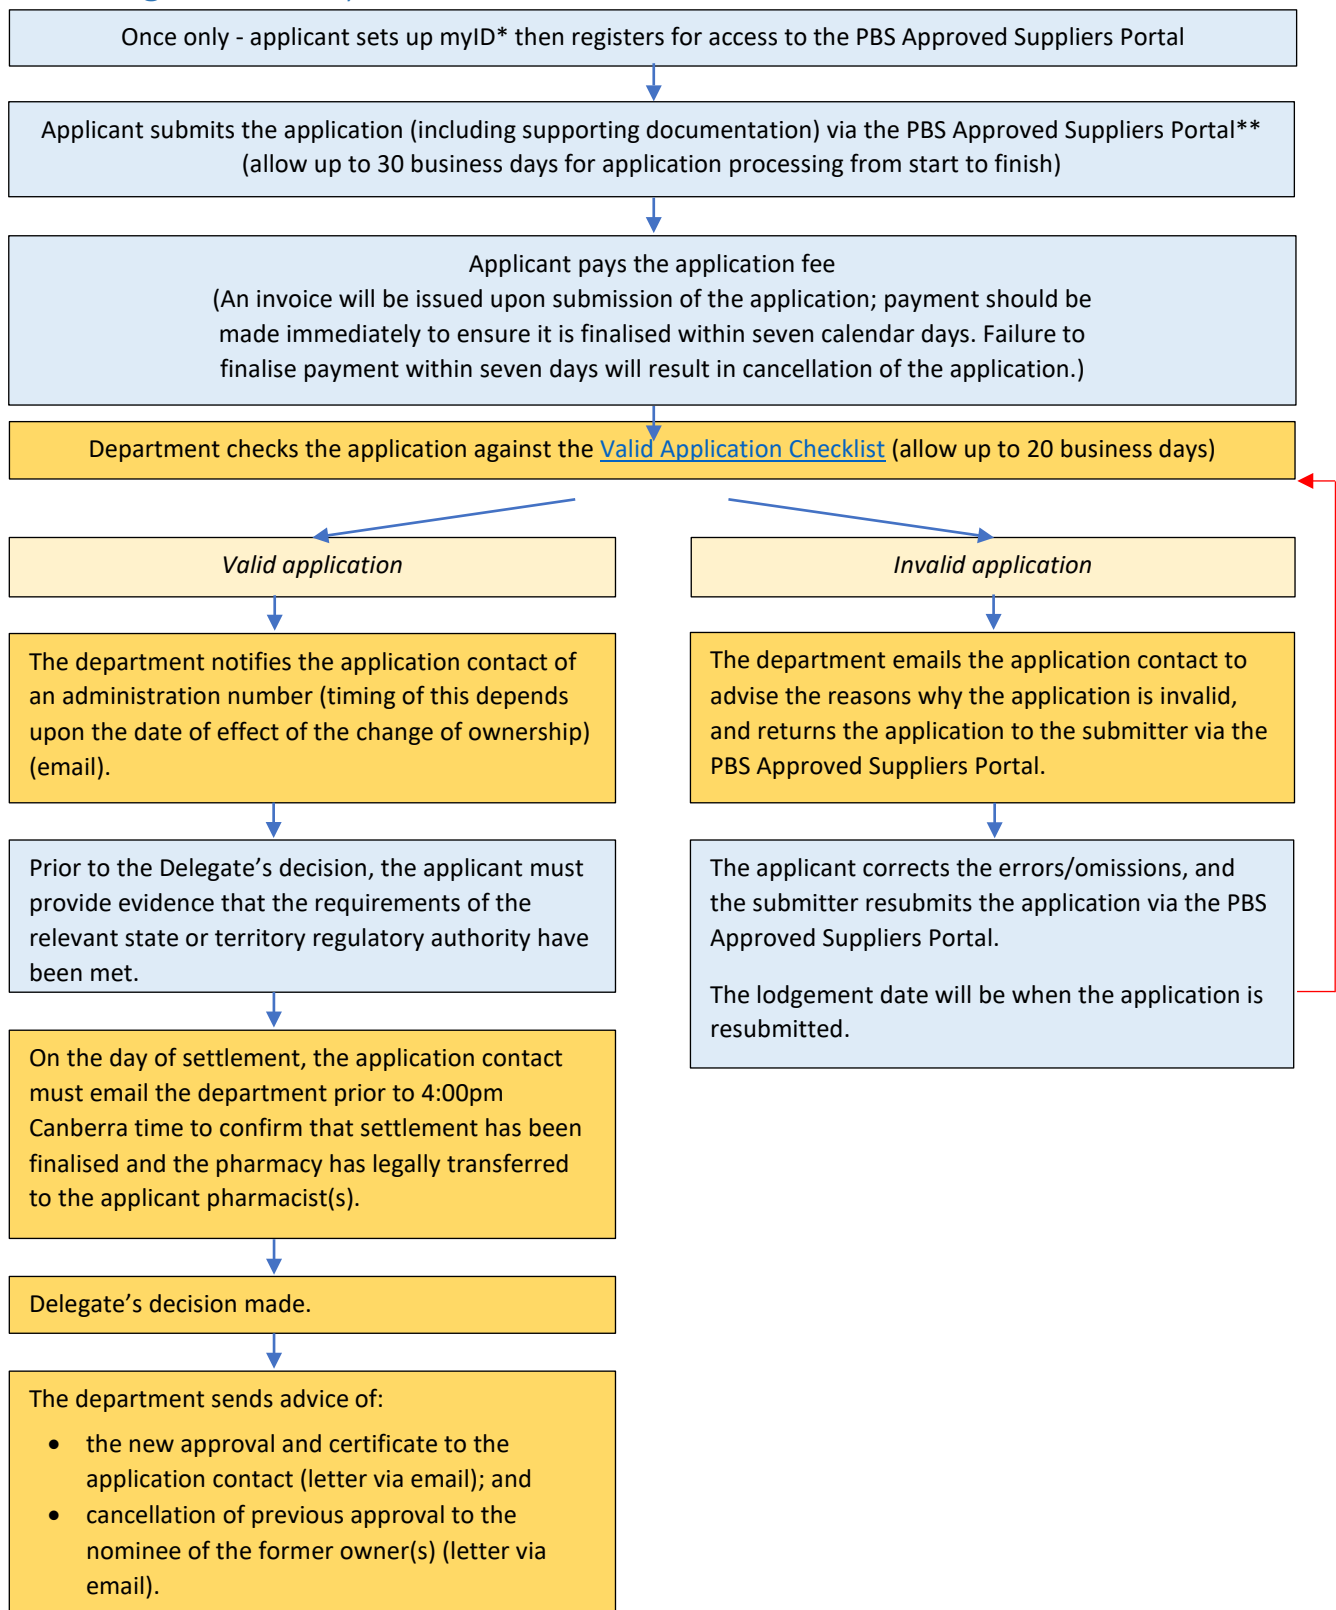 Once only - applicant sets up myID* then registers for access to the PBS Approved Suppliers Portal
Applicant submits the application (including supporting documentation) via the PBS Approved Suppliers Portal**
(allow up to 30 business days for application processing from start to finish)
Applicant pays the application fee
(An invoice will be issued upon submission of the application; payment should be
made immediately to ensure it is finalised within seven calendar days. Failure to
finalise payment within seven days will result in cancellation of the application.)
Department checks the application against the Valid Application Checklist (allow up to 20 business days)
Valid application
The department notifies the application contact of
an administration number (timing of this depends
upon the date of effect of the change of ownership)
(email).
Prior to the Delegate’s decision, the applicant must
provide evidence that the requirements of the
relevant state or territory regulatory authority have
been met.
On the day of settlement, the application contact
must email the department prior to 4:00pm
Canberra time to confirm that settlement has been
finalised and the pharmacy has legally transferred
to the applicant pharmacist(s).
Delegate’s decision made.
The department sends advice of:
• the new approval and certificate to the
application contact (letter via email); and
• cancellation of previous approval to the
nominee of the former owner(s) (letter via
email).
Invalid application
The department emails the application contact to
advise the reasons why the application is invalid,
and returns the application to the submitter via the
PBS Approved Suppliers Portal.
The applicant corrects the errors/omissions, and
the submitter resubmits the application via the PBS
Approved Suppliers Portal.
The lodgement date will be when the application is
resubmitted.